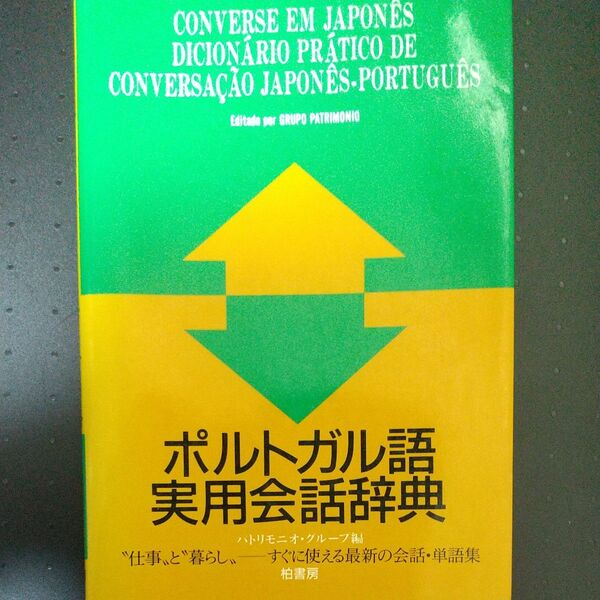 CONVERSE EM JAPONÊS
DICIONÁRIO PRÁTICO DE
CONVERSAÇÃO JAPONÊS-PORTUGUÊS
Editado por GRUPO PATRIMONIO
ポルトガル語
実用会話辞典
パトリモニオ・グループ編
〝仕事〟と〝暮らし〟──すぐに使える最新の会話・単語集
柏書房